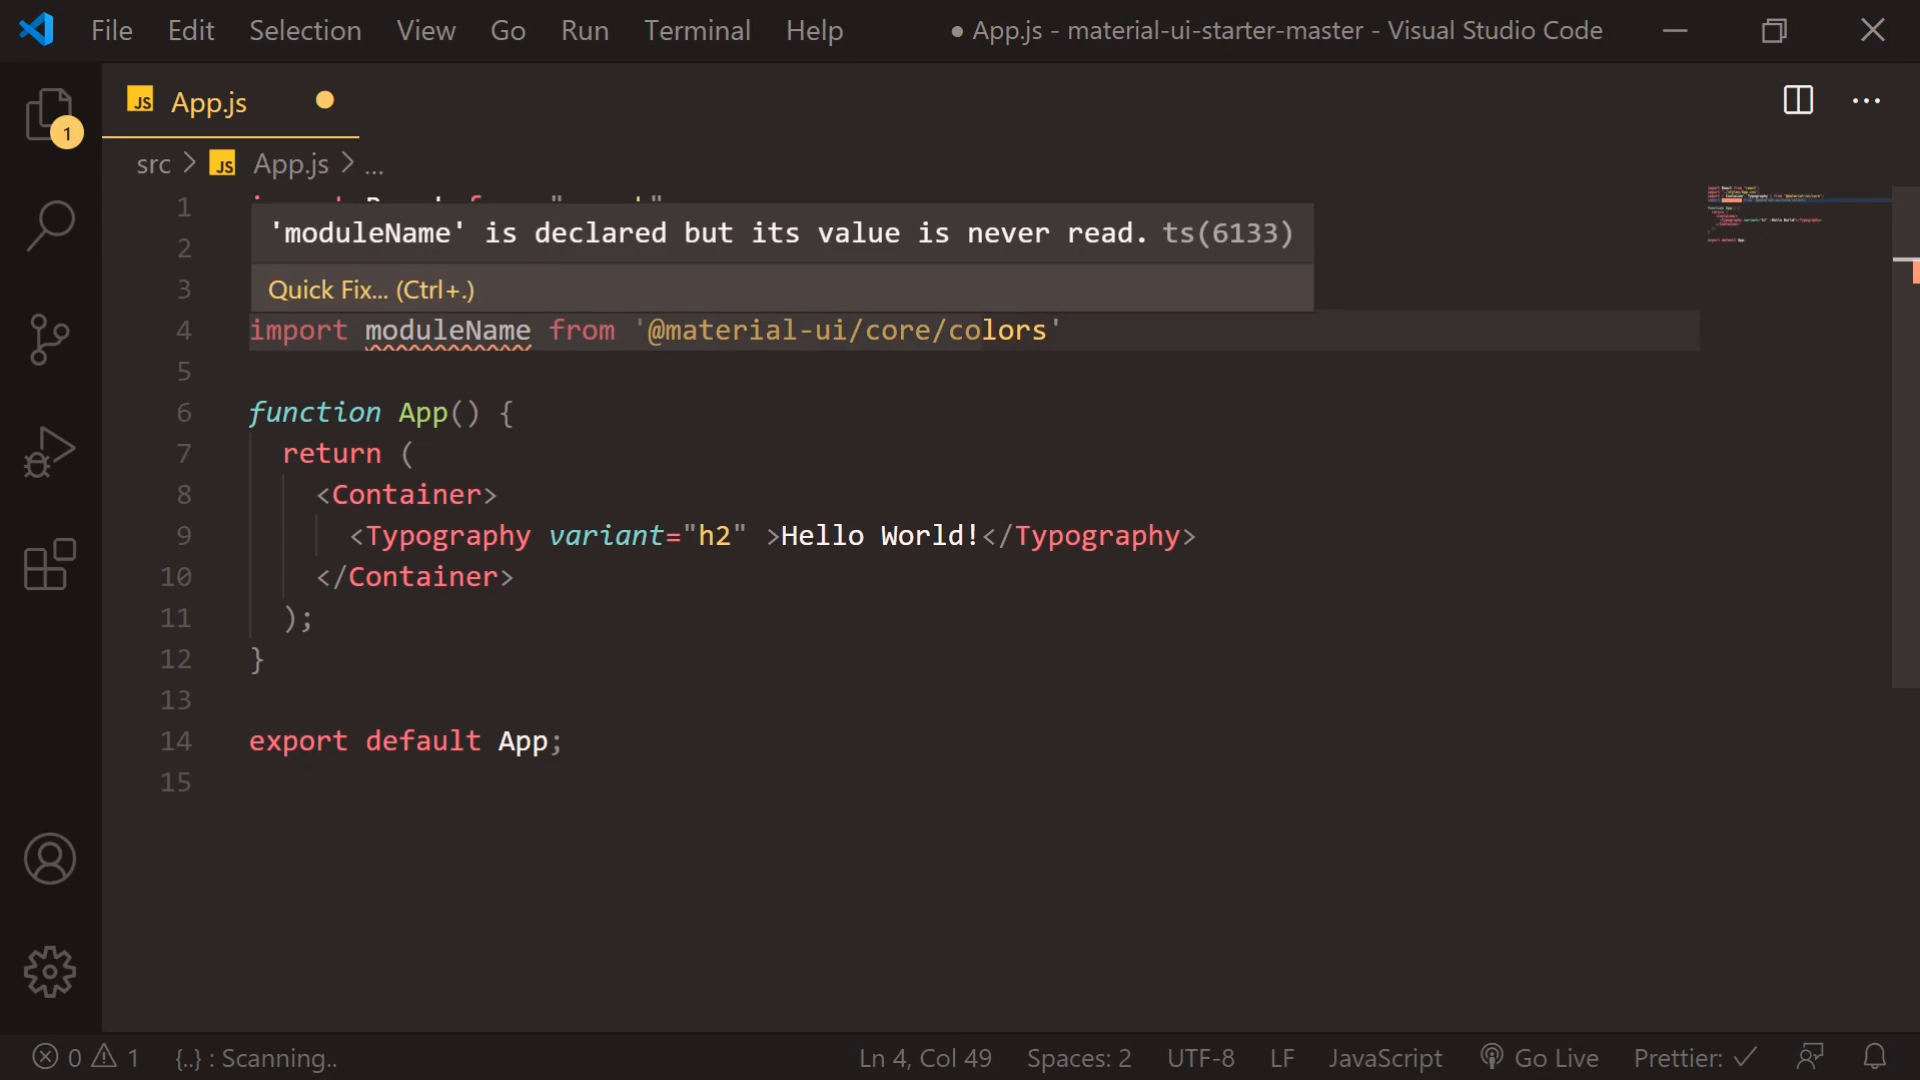 File Edit Selection View Go Run Terminal Help ● App.js - material-ui-starter-master - Visual Studio Code
JS App.js
1
src > JS App.js > ...
1
'moduleName' is declared but its value is never read. ts(6133)
2
3
Quick Fix... (Ctrl+.)
4 import moduleName from '@material-ui/core/colors'
5
6 function App() {
7 return (
8 <Container>
9 <Typography variant="h2" >Hello World!</Typography>
10 </Container>
11 );
12 }
13
14 export default App;
15
0 1 {..} : Scanning.. Ln 4, Col 49 Spaces: 2 UTF-8 LF JavaScript Go Live Prettier: ✓